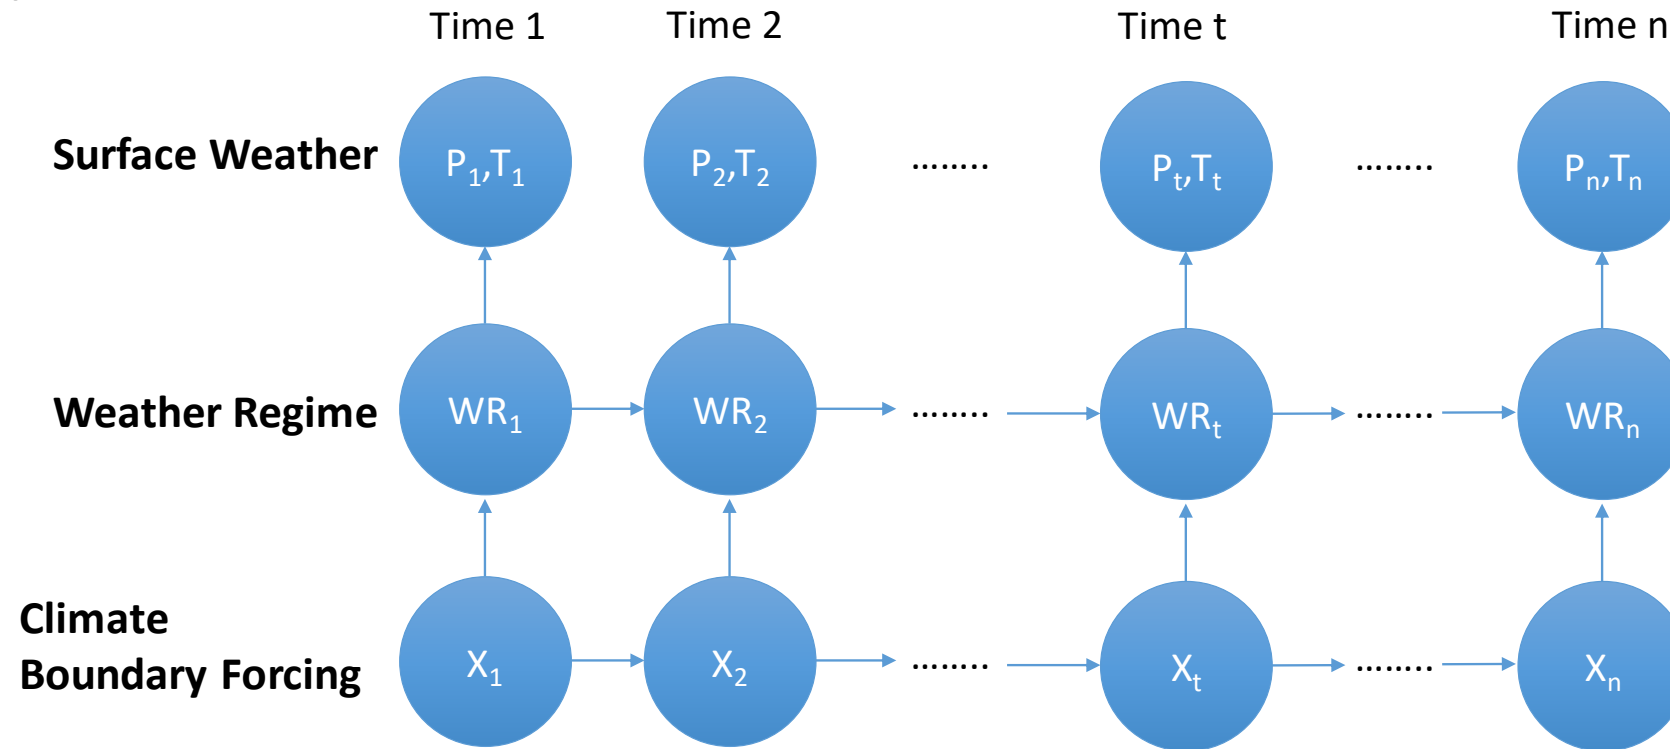 Time 1 Time 2 Time t Time n
Surface Weather P₁,T₁ P₂,T₂ ........ Pₜ,Tₜ ........ Pₙ,Tₙ
Weather Regime WR₁ WR₂ ........ WRₜ ........ WRₙ
Climate
Boundary Forcing X₁ X₂ ........ Xₜ ........ Xₙ